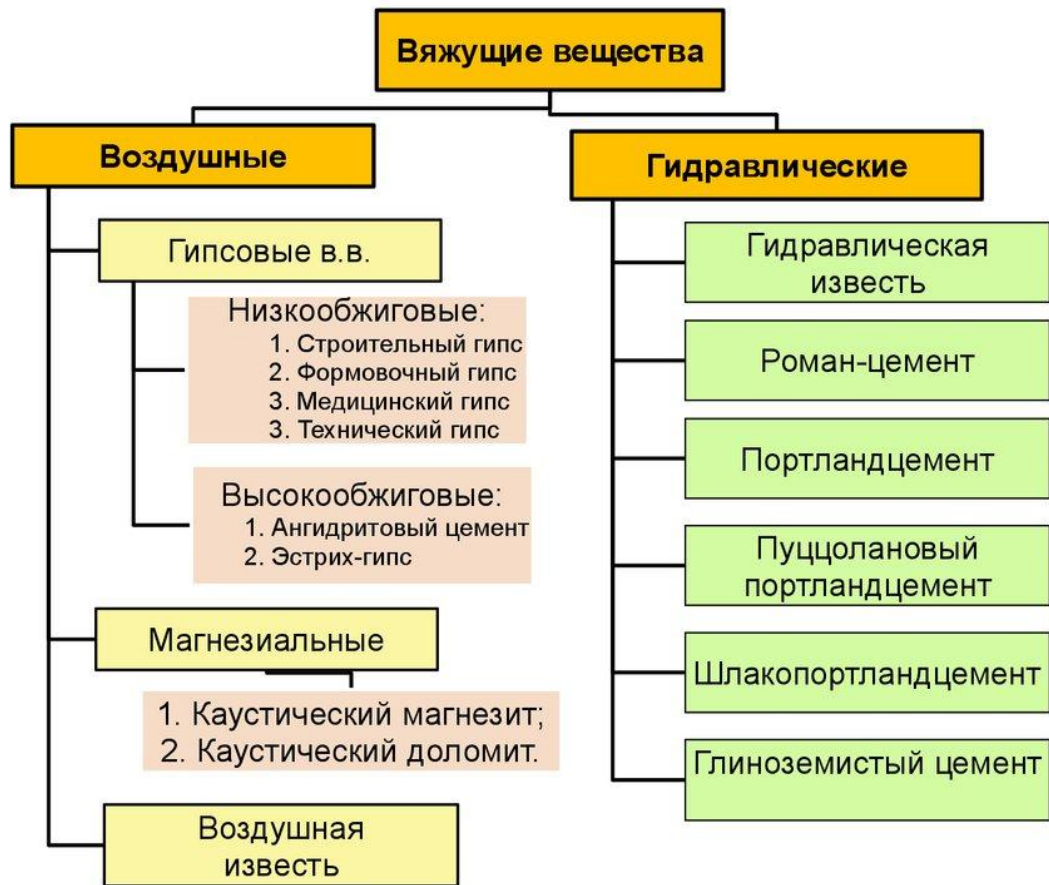 Вяжущие вещества
Воздушные
Гипсовые в.в.
Низкообжиговые:
1. Строительный гипс
2. Формовочный гипс
3. Медицинский гипс
3. Технический гипс
Высокообжиговые:
1. Ангидритовый цемент
2. Эстрих-гипс
Магнезиальные
1. Каустический магнезит;
2. Каустический доломит.
Воздушная
известь
Гидравлические
Гидравлическая
известь
Роман-цемент
Портландцемент
Пуццолановый
портландцемент
Шлакопортландцемент
Глиноземистый цемент